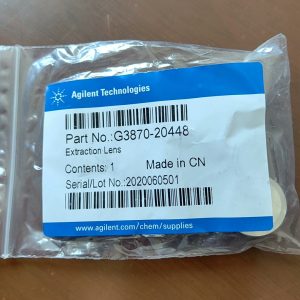 Agilent Technologies
Part No.:G3870-20448
Extraction Lens
Contents: 1 Made in CN
Serial/Lot No.:2020060501
www.agilent.com/chem/supplies